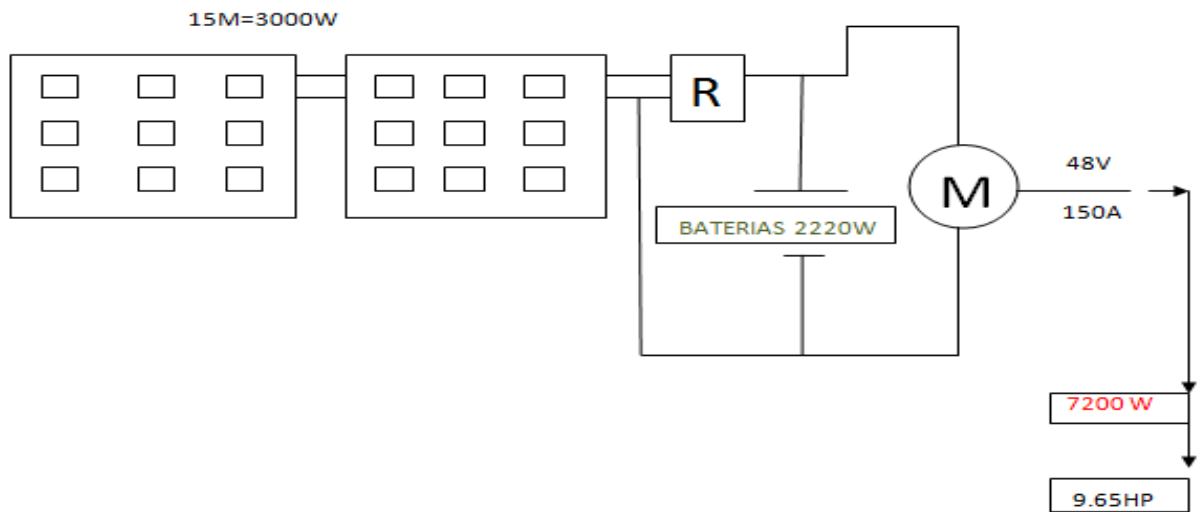 15M=3000W
R
BATERIAS 2220W
M
48V
150A
7200 W
9.65HP